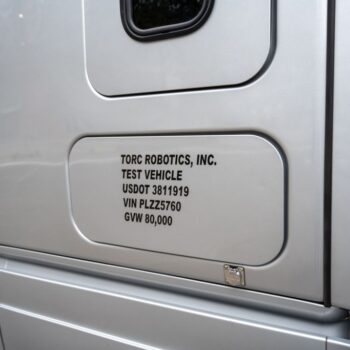 TORC ROBOTICS, INC.
TEST VEHICLE
USDOT 3811919
VIN PLZZ5760
GVW 80,000